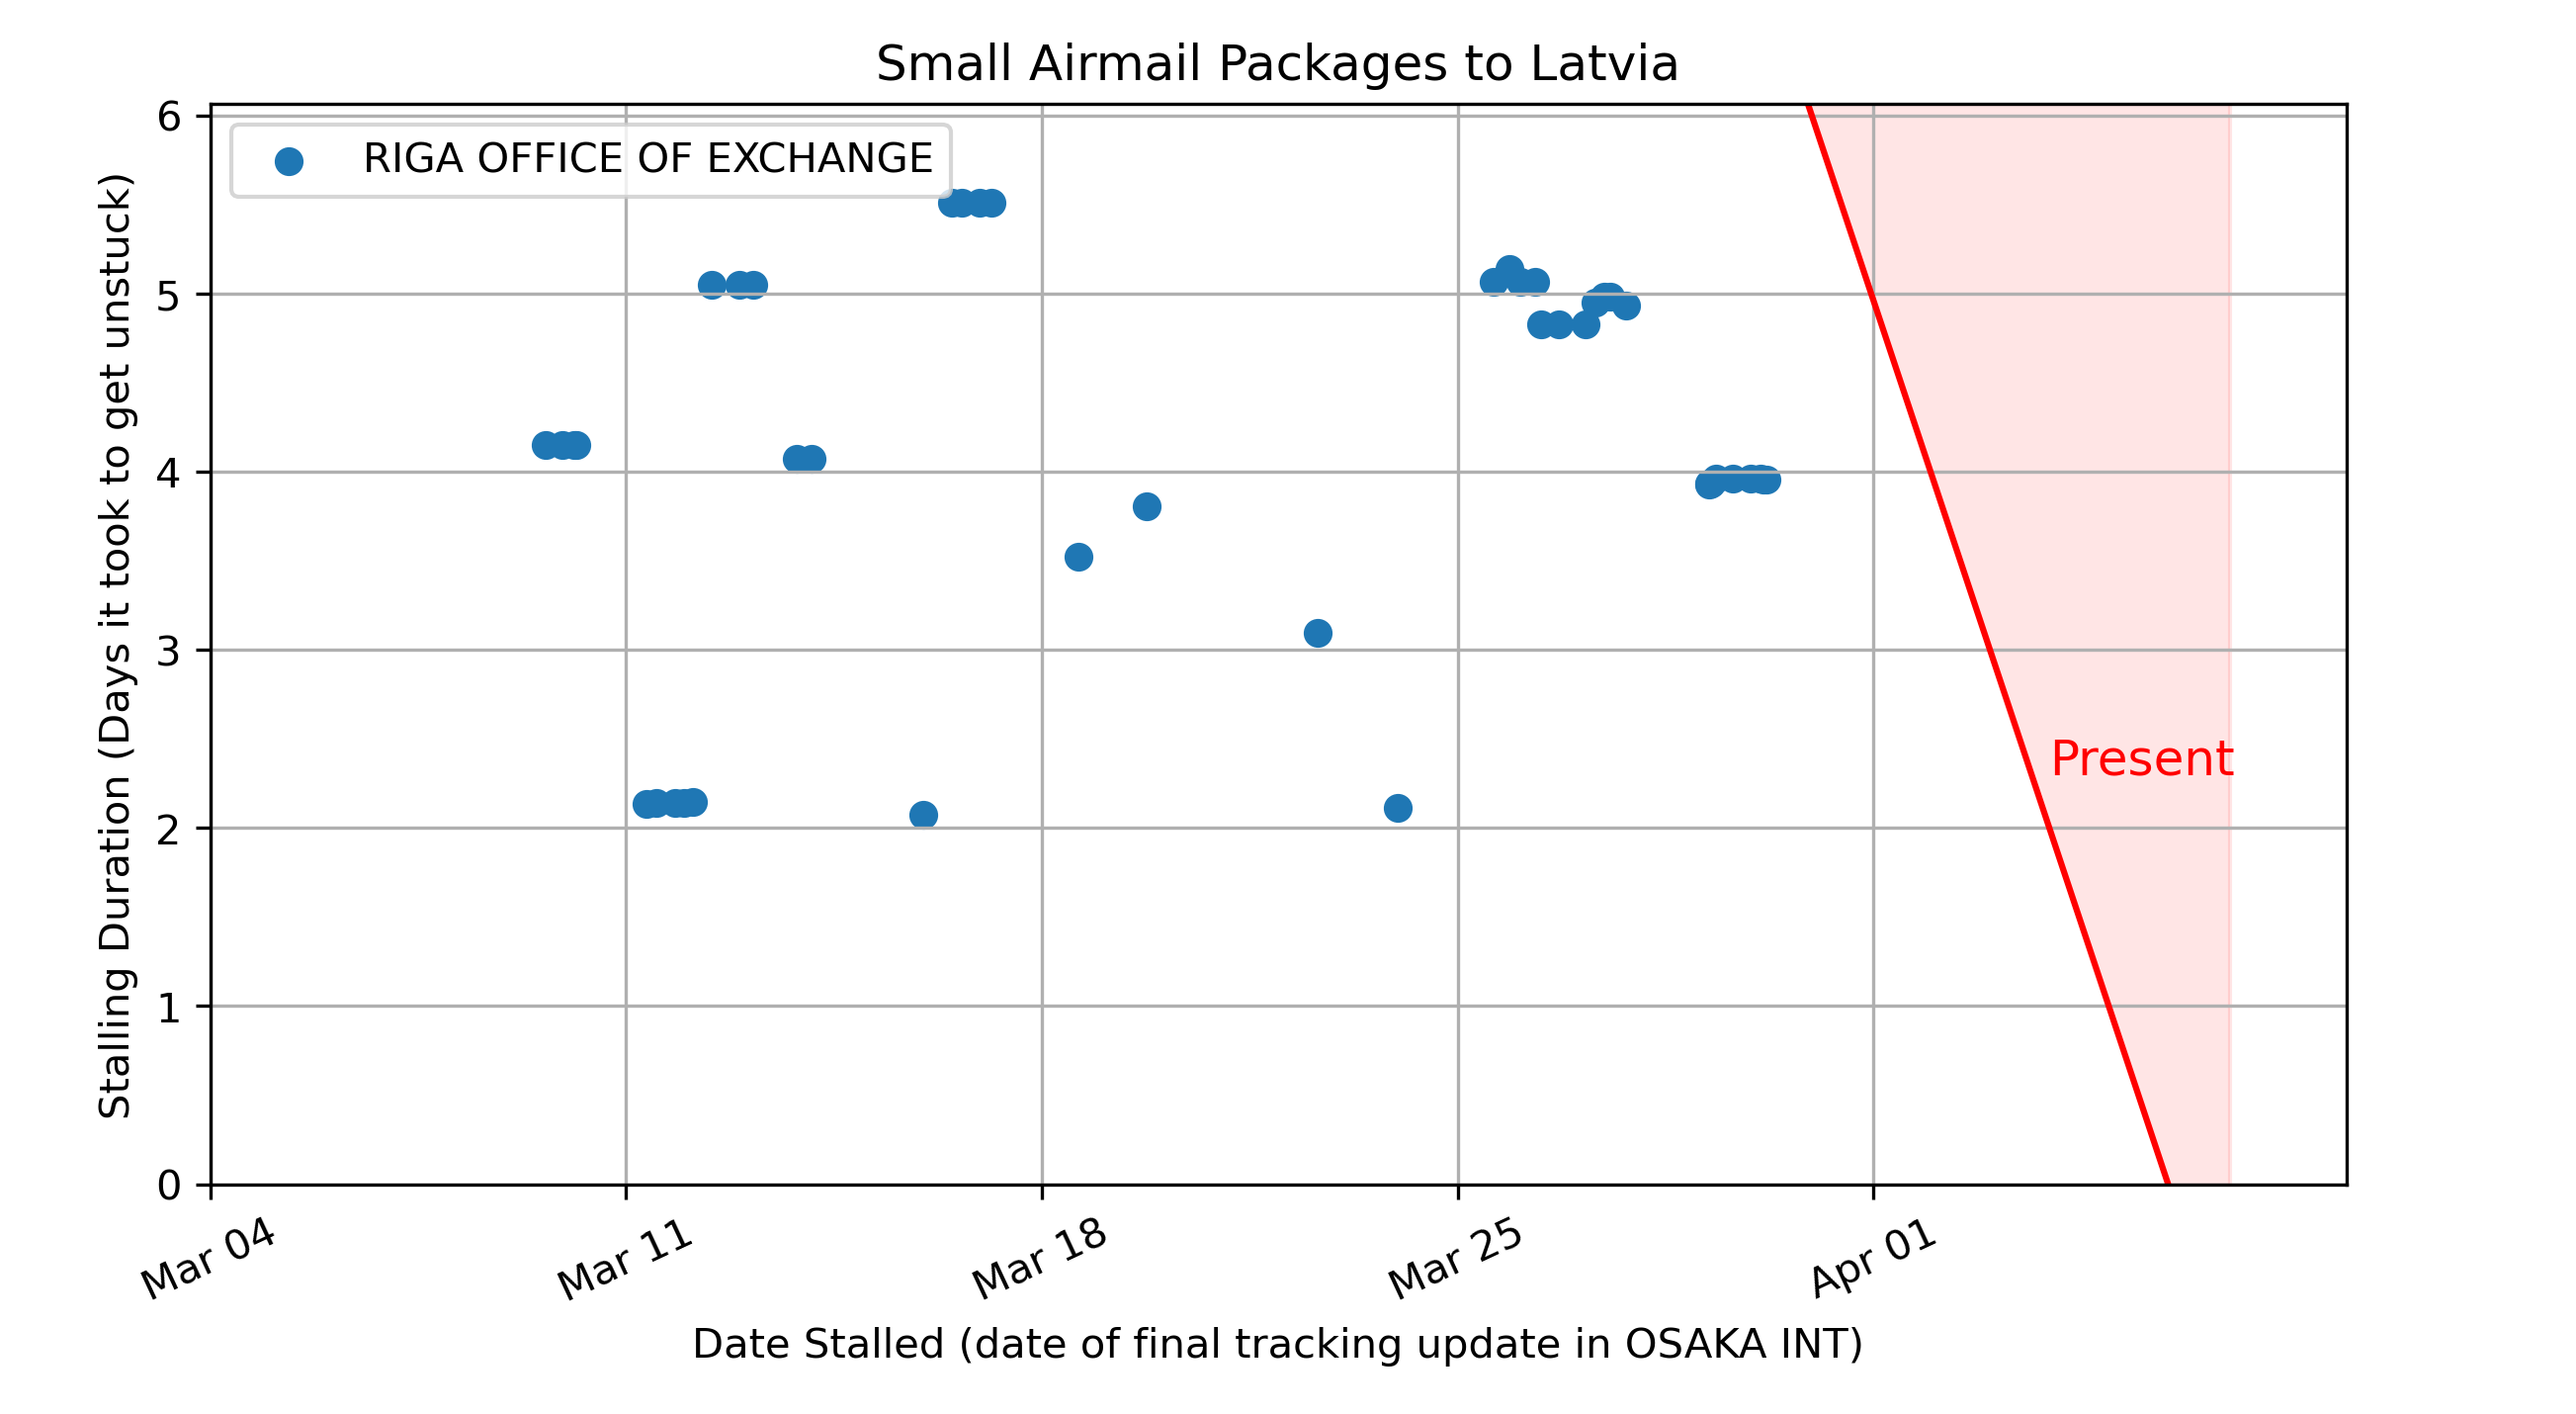 Small Airmail Packages to Latvia
RIGA OFFICE OF EXCHANGE
Stalling Duration (Days it took to get unstuck)
6
5
4
3
2
1
0
Present
Mar 04
Mar 11
Mar 18
Mar 25
Apr 01
Date Stalled (date of final tracking update in OSAKA INT)